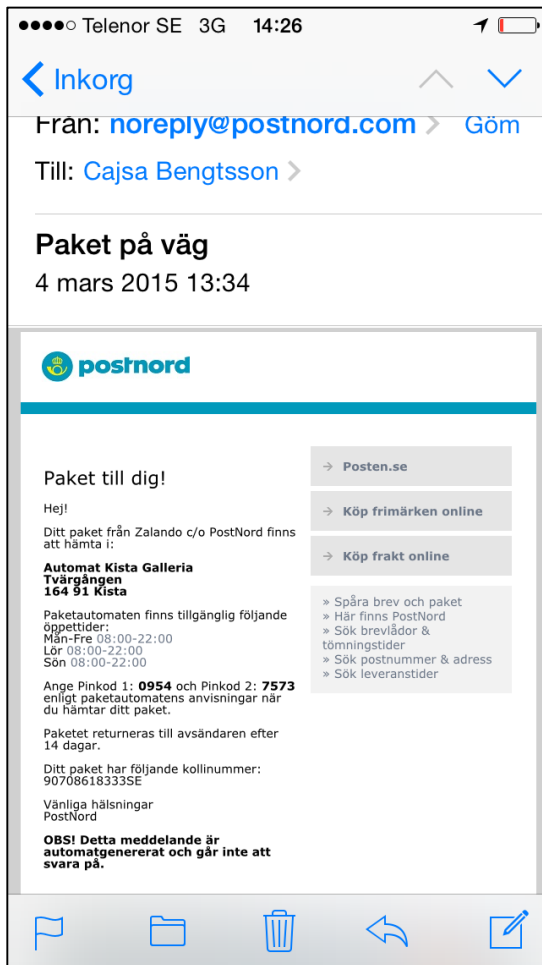 Telenor SE 3G 14:26
Inkorg
Från: noreply@postnord.com Göm
Till: Cajsa Bengtsson
Paket på väg
4 mars 2015 13:34
postnord
Paket till dig!
Hej!
Ditt paket från Zalando c/o PostNord finns
att hämta i:
Automat Kista Galleria
Tvärgången
164 91 Kista
Paketautomaten finns tillgänglig följande
öppettider:
Mån-Fre 08:00-22:00
Lör 08:00-22:00
Sön 08:00-22:00
Ange Pinkod 1: 0954 och Pinkod 2: 7573
enligt paketautomatens anvisningar när
du hämtar ditt paket.
Paketet returneras till avsändaren efter
14 dagar.
Ditt paket har följande kollinummer:
90708618333SE
Vänliga hälsningar
PostNord
OBS! Detta meddelande är
automatgenererat och går inte att
svara på.
→ Posten.se
→ Köp frimärken online
→ Köp frakt online
» Spåra brev och paket
» Här finns PostNord
» Sök brevlådor &
tömningstider
» Sök postnummer & adress
» Sök leveranstider